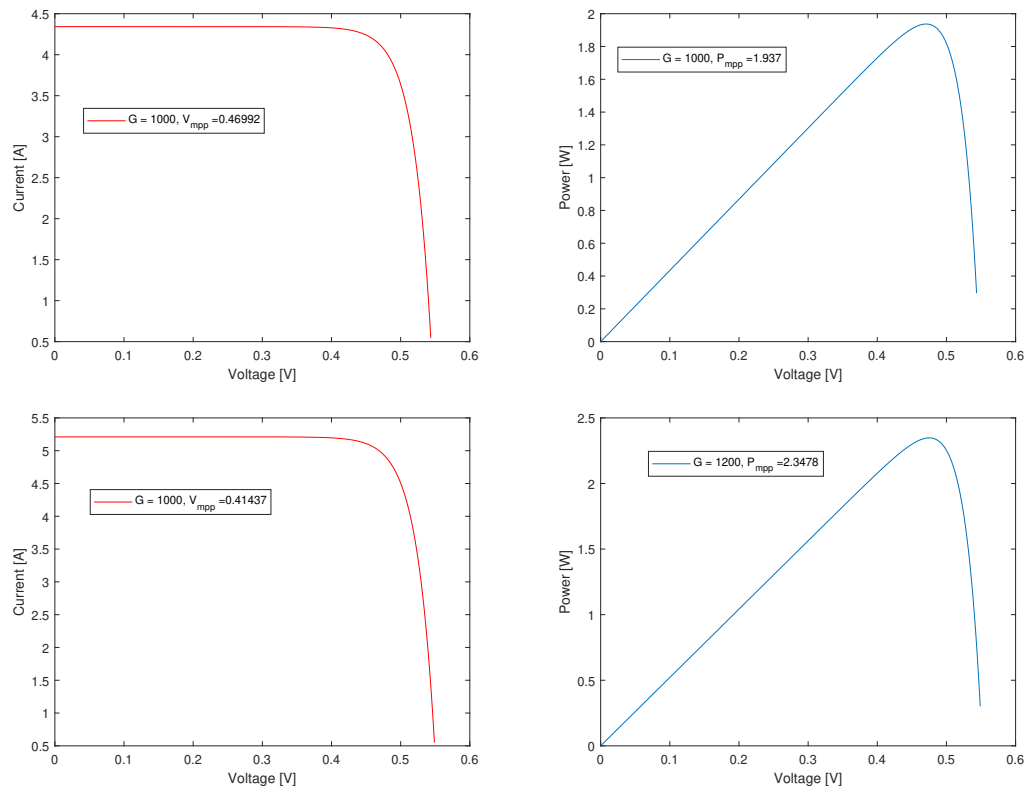 4.5
4
3.5
3
2.5
2
1.5
1
0.5
Current [A]
G = 1000, V_mpp =0.46992
0 0.1 0.2 0.3 0.4 0.5 0.6
Voltage [V]
2
1.8
1.6
1.4
1.2
1
0.8
0.6
0.4
0.2
0
Power [W]
G = 1000, P_mpp =1.937
0 0.1 0.2 0.3 0.4 0.5 0.6
Voltage [V]
5.5
5
4.5
4
3.5
3
2.5
2
1.5
1
0.5
Current [A]
G = 1000, V_mpp =0.41437
0 0.1 0.2 0.3 0.4 0.5 0.6
Voltage [V]
2.5
2
1.5
1
0.5
0
Power [W]
G = 1200, P_mpp =2.3478
0 0.1 0.2 0.3 0.4 0.5 0.6
Voltage [V]